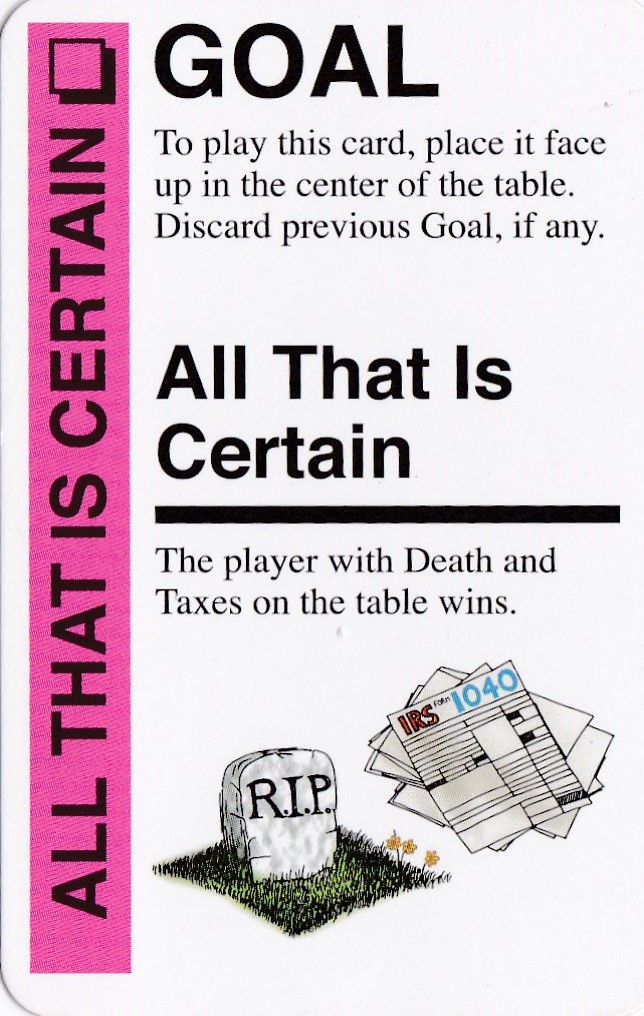 ALL THAT IS CERTAIN
GOAL
To play this card, place it face
up in the center of the table.
Discard previous Goal, if any.
All That Is
Certain
The player with Death and
Taxes on the table wins.
IRS FORM 1040
R.I.P.